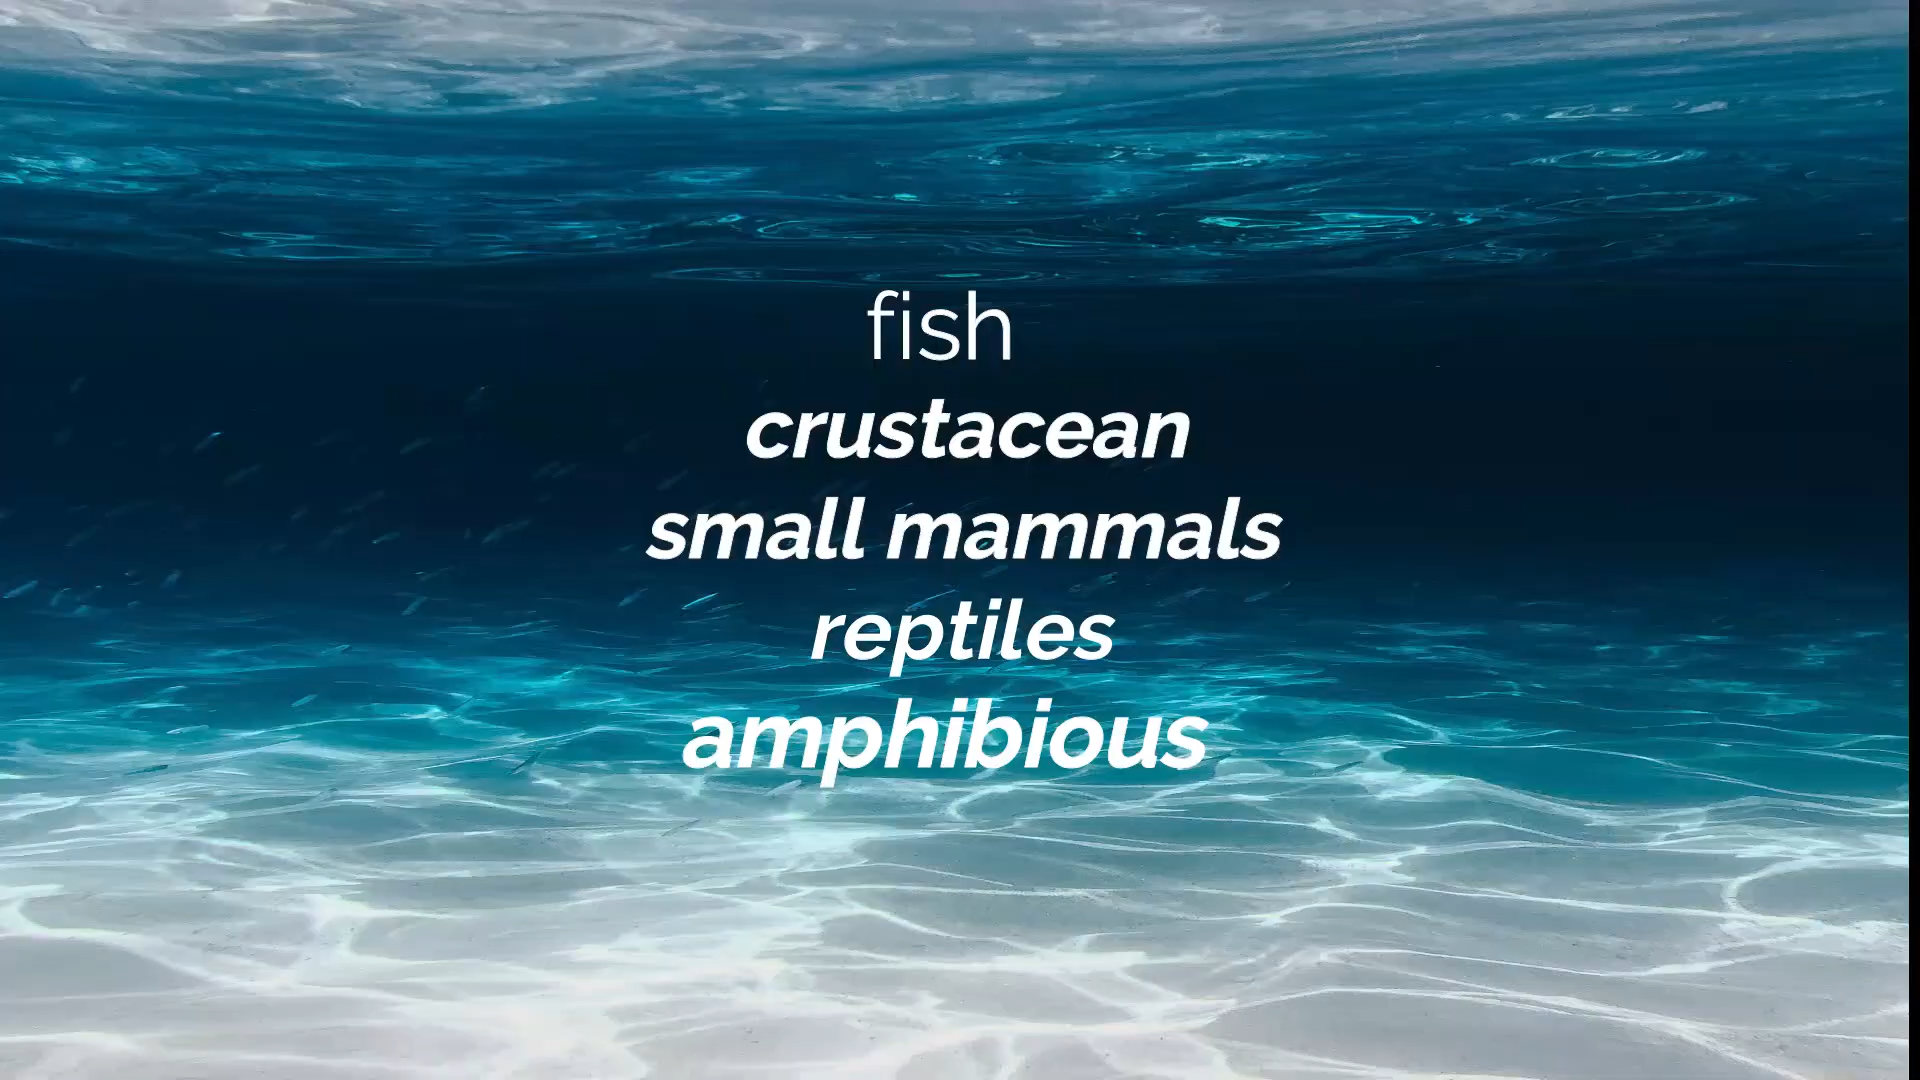 fish
crustacean
small mammals
reptiles
amphibious